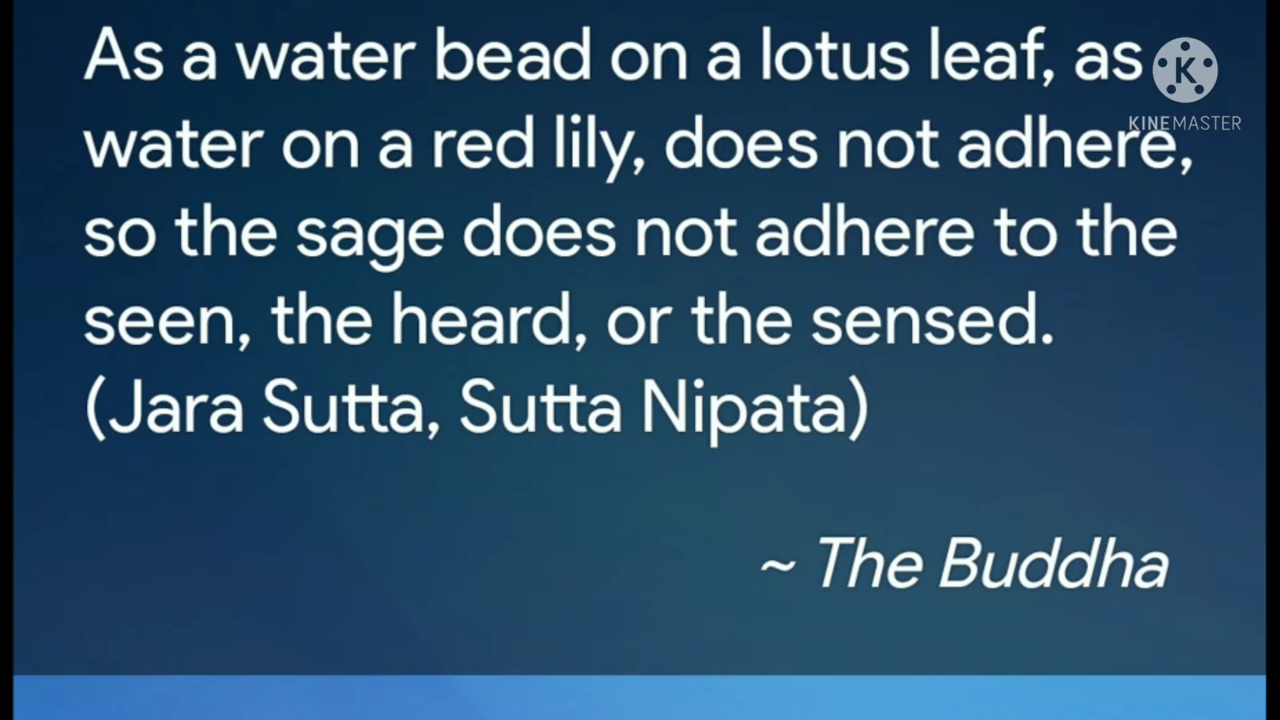 As a water bead on a lotus leaf, as
water on a red lily, does not adhere,
so the sage does not adhere to the
seen, the heard, or the sensed.
(Jara Sutta, Sutta Nipata)
~ The Buddha
K
KINEMASTER